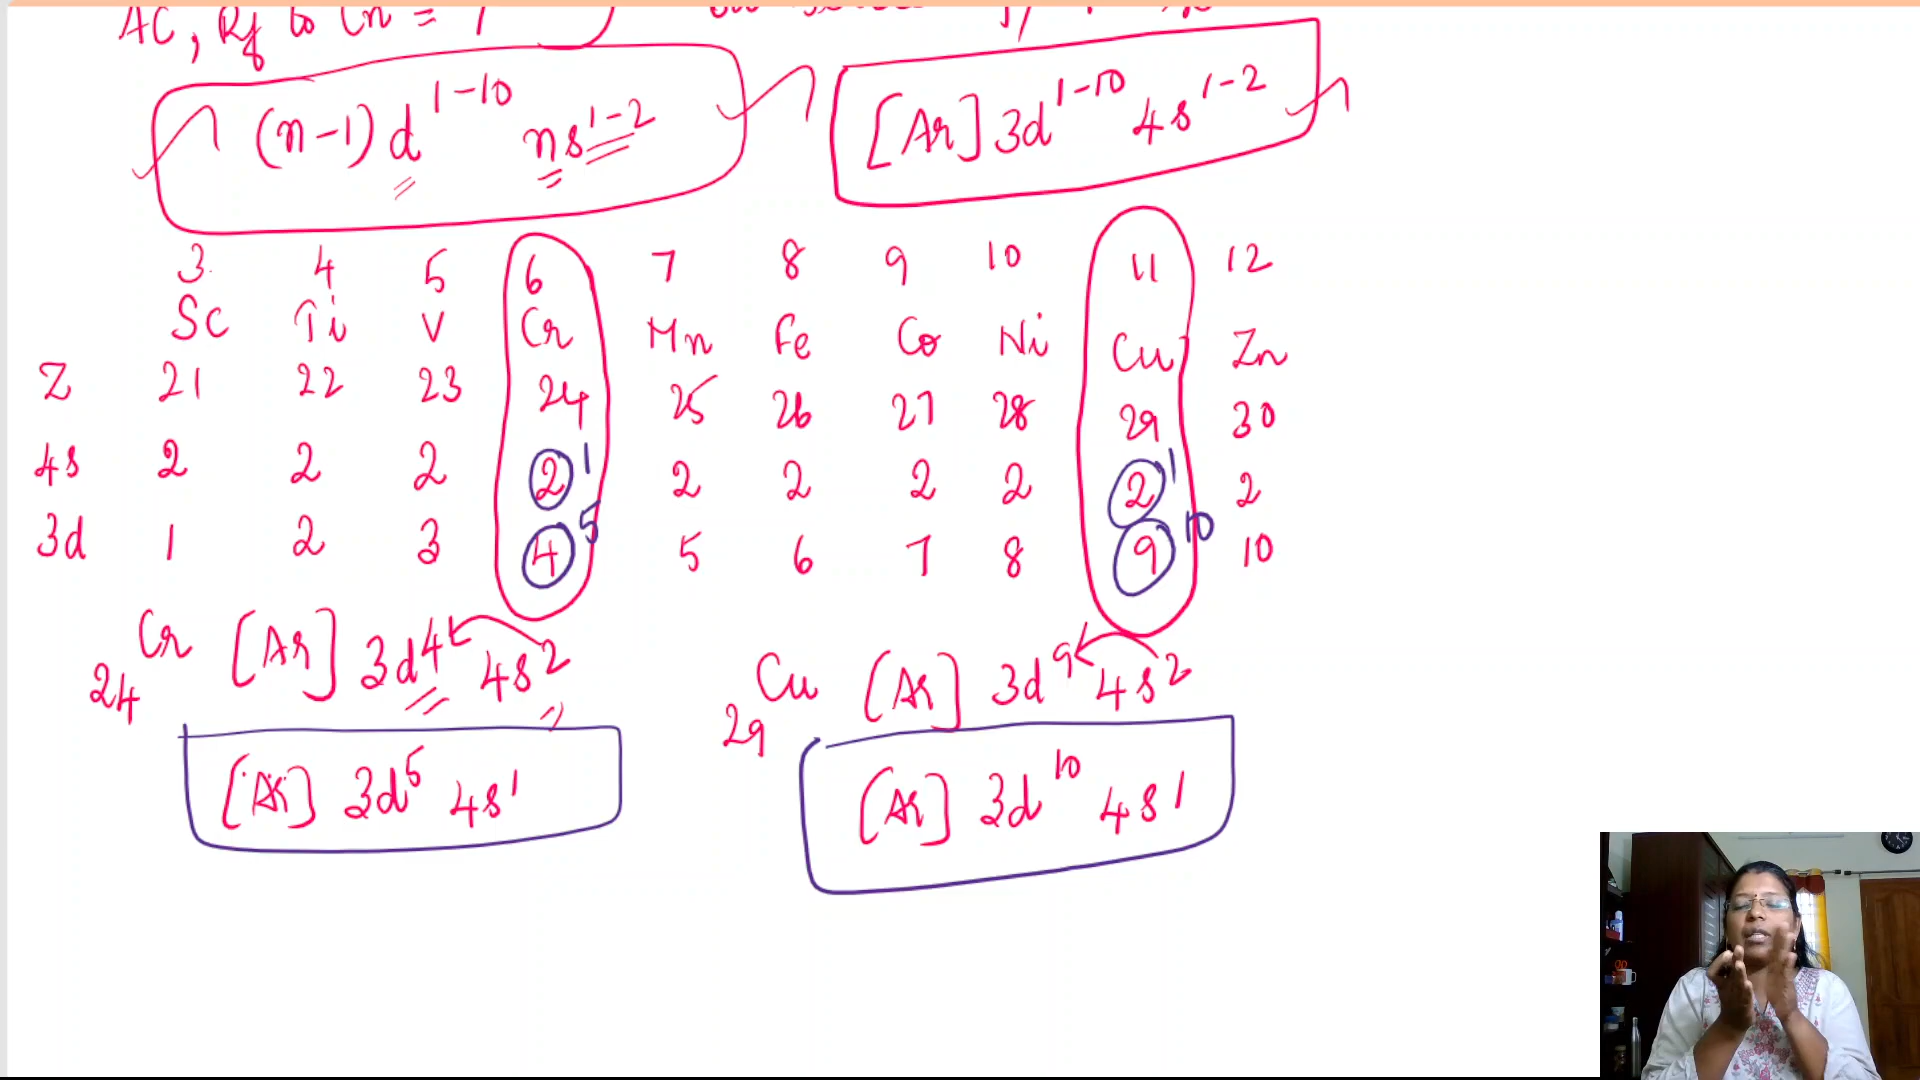 Ac, Rf to Cn =
(n-1)d¹⁻¹⁰ ns¹⁻² [Ar] 3d¹⁻¹⁰ 4s¹⁻²
3 4 5 6 7 8 9 10 11 12
Sc Ti V Cr Mn Fe Co Ni Cu Zn
Z 21 22 23 24 25 26 27 28 29 30
4s 2 2 2 2 1 2 2 2 2 2 1 2
3d 1 2 3 4 5 5 6 7 8 9 10 10
₂₄Cr [Ar] 3d⁴ 4s² ₂₉Cu [Ar] 3d⁹ 4s²
[Ar] 3d⁵ 4s¹ [Ar] 3d¹⁰ 4s¹